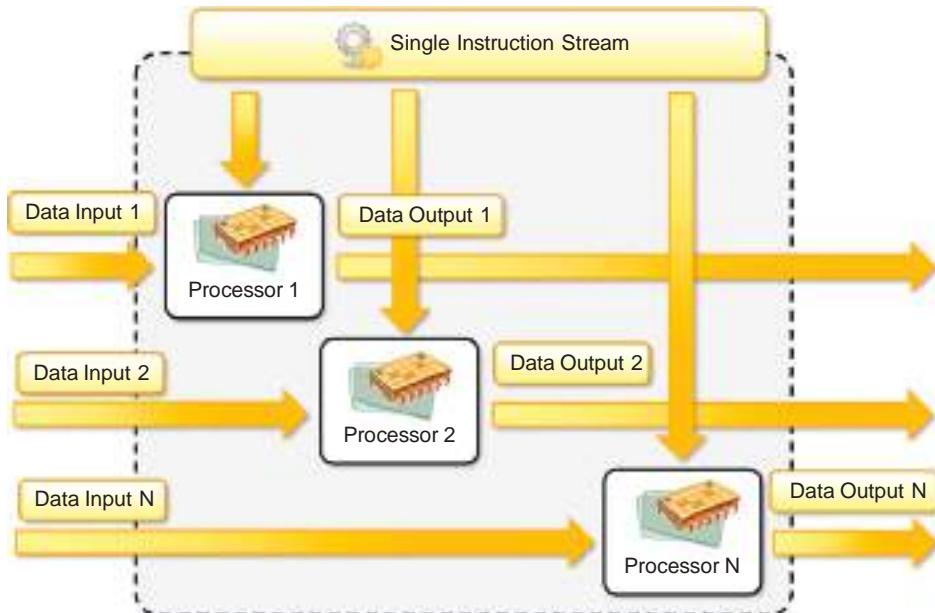 Single Instruction Stream
Data Input 1
Data Output 1
Processor 1
Data Input 2
Data Output 2
Processor 2
Data Input N
Data Output N
Processor N